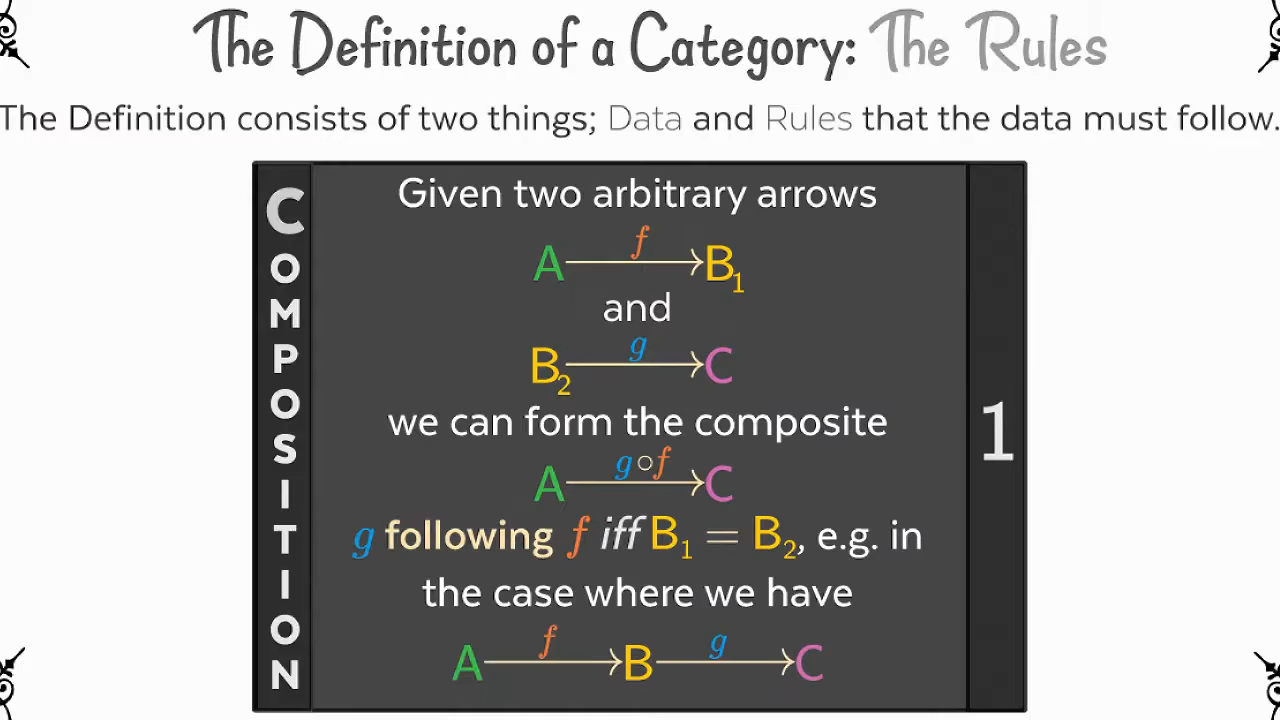 The Definition of a Category: The Rules
The Definition consists of two things; Data and Rules that the data must follow.
COMPOSITION
Given two arbitrary arrows
f
A → B₁
and
g
B₂ → C
we can form the composite
g∘f
A → C
g following f iff B₁ = B₂, e.g. in
the case where we have
f g
A → B → C
1